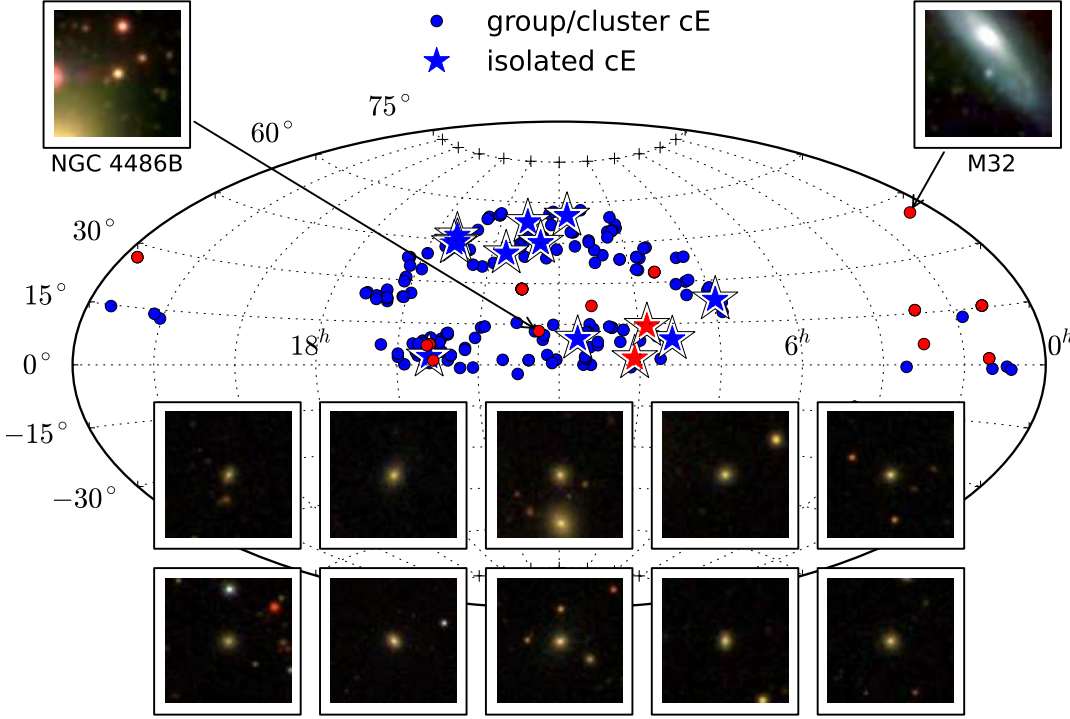 group/cluster cE
isolated cE
NGC 4486B
M32
75°
60°
30°
15°
0°
−15°
−30°
18ʰ
6ʰ
0ʰ